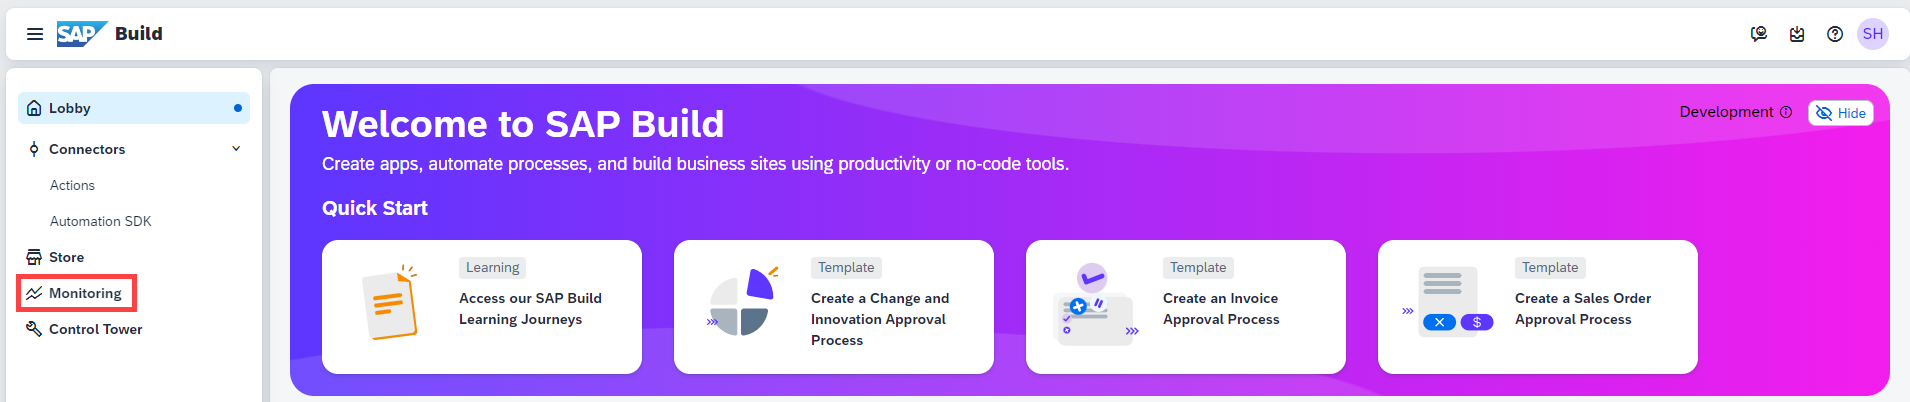 SAP Build
SH
Lobby
Connectors
Actions
Automation SDK
Store
Monitoring
Control Tower
Welcome to SAP Build
Development
Hide
Create apps, automate processes, and build business sites using productivity or no-code tools.
Quick Start
Learning
Access our SAP Build
Learning Journeys
Template
Create a Change and
Innovation Approval
Process
Template
Create an Invoice
Approval Process
Template
Create a Sales Order
Approval Process
$